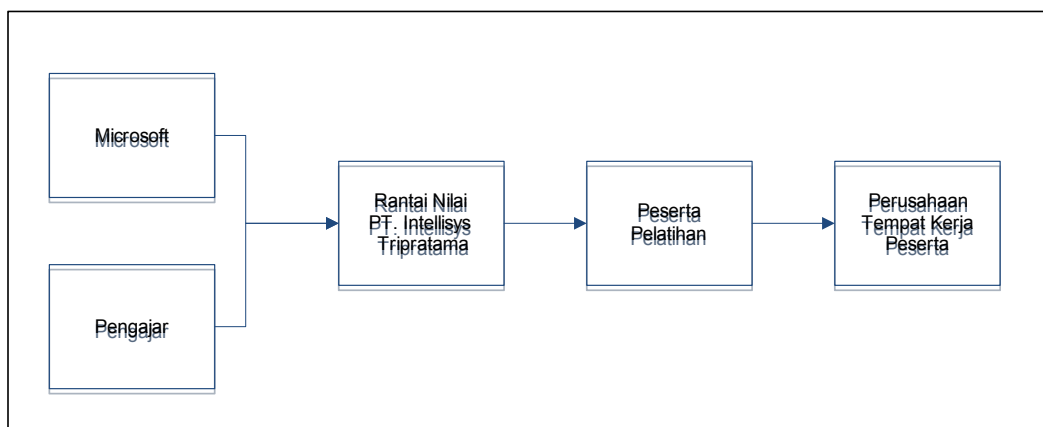 Microsoft
Pengajar
Rantai Nilai
PT. Intellisys
Tripratama
Peserta
Pelatihan
Perusahaan
Tempat Kerja
Peserta